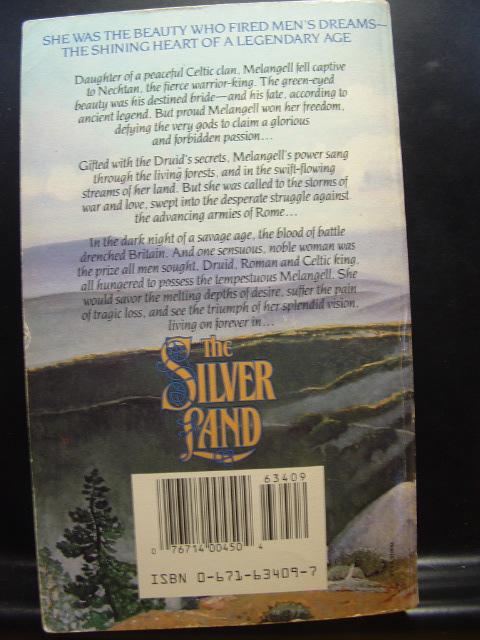 SHE WAS THE BEAUTY WHO FIRED MEN'S DREAMS—
THE SHINING HEART OF A LEGENDARY AGE
Daughter of a peaceful Celtic clan, Melangell fell captive
to Nechtan, the fierce warrior-king. The green-eyed
beauty was his destined bride—and his fate, according to
ancient legend. But proud Melangell won her freedom,
defying the very gods to claim a glorious
and forbidden passion...
Gifted with the Druid's secrets, Melangell's power sang
through the living forests, and in the swift-flowing
streams of her land. But she was called to the storms of
war and love, swept into the desperate struggle against
the advancing armies of Rome...
In the dark night of a savage age, the blood of battle
drenched Britain. And one sensuous, noble woman was
the prize all men sought. Druid, Roman and Celtic king,
all hungered to possess the tempestuous Melangell. She
would savor the melting depths of desire, suffer the pain
of tragic loss, and see the triumph of her splendid vision,
living on forever in...
The
SILVER
LAND
63409
0 76714 00450 4
ISBN 0-671-63409-7